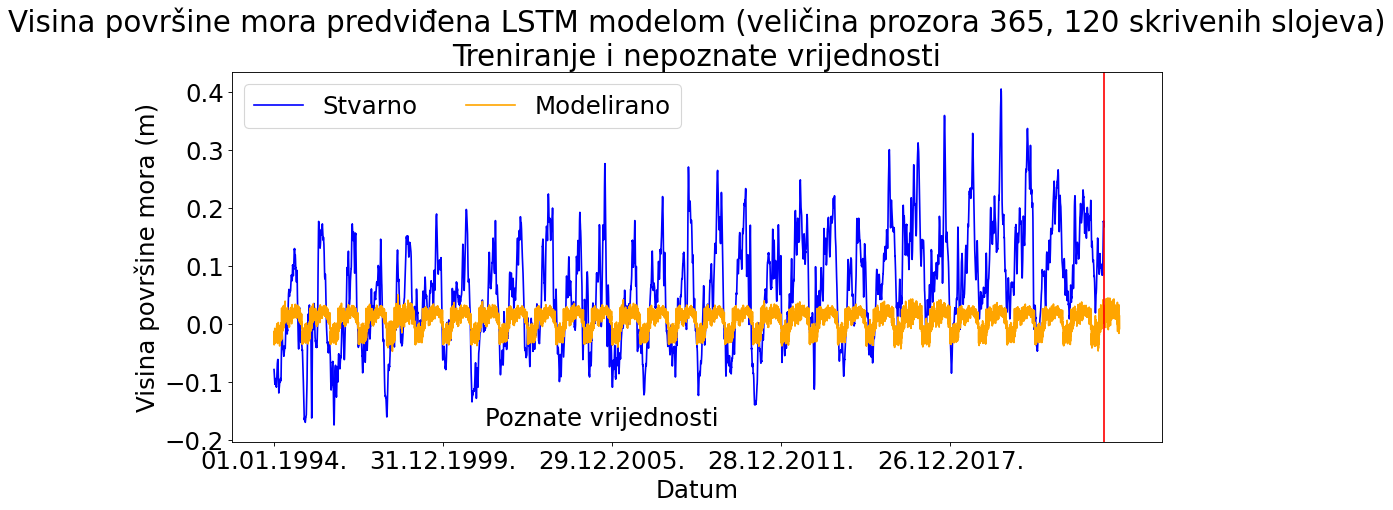 Visina površine mora predviđena LSTM modelom (veličina prozora 365, 120 skrivenih slojeva)
Treniranje i nepoznate vrijednosti
Stvarno
Modelirano
Visina površine mora (m)
0.4
0.3
0.2
0.1
0.0
−0.1
−0.2
Poznate vrijednosti
01.01.1994.
31.12.1999.
29.12.2005.
28.12.2011.
26.12.2017.
Datum